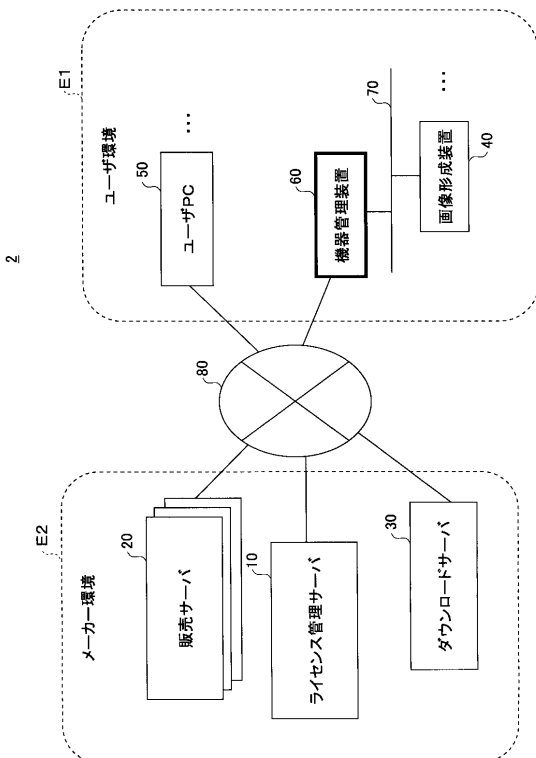 2
E2
メーカー環境
20
販売サーバ
10
ライセンス管理サーバ
30
ダウンロードサーバ
80
E1
ユーザ環境
50
ユーザPC
…
60
機器管理装置
70
40
画像形成装置
…